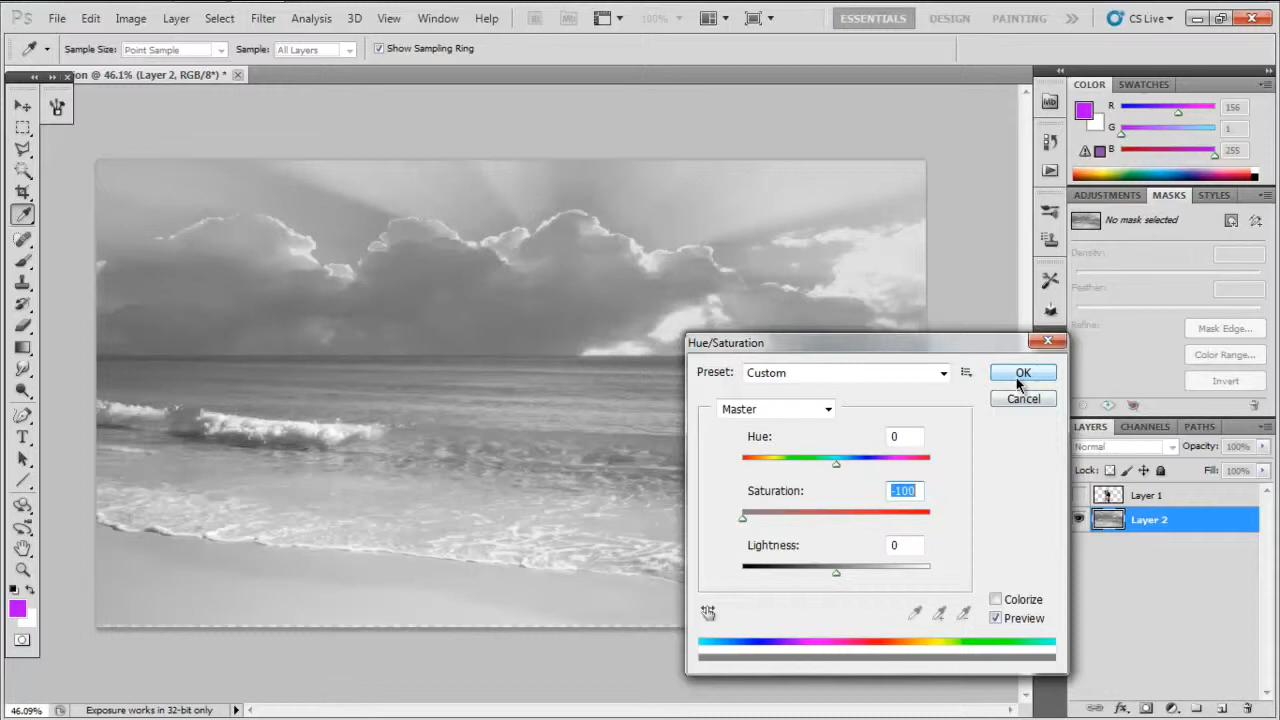 Ps File Edit Image Layer Select Filter Analysis 3D View Window Help Br Mb 100% ESSENTIALS DESIGN PAINTING CS Live
Sample Size: Point Sample Sample: All Layers Show Sampling Ring
on @ 46.1% (Layer 2, RGB/8*) *
COLOR SWATCHES
R 156
G 1
B 255
ADJUSTMENTS MASKS STYLES
No mask selected
Density:
Feather:
Refine: Mask Edge...
Color Range...
Invert
Hue/Saturation
Preset: Custom OK
Cancel
Master
Hue: 0
Saturation: -100
Lightness: 0
Colorize
Preview
LAYERS CHANNELS PATHS
Normal Opacity: 100%
Lock: Fill: 100%
Layer 1
Layer 2
46.09% Exposure works in 32-bit only